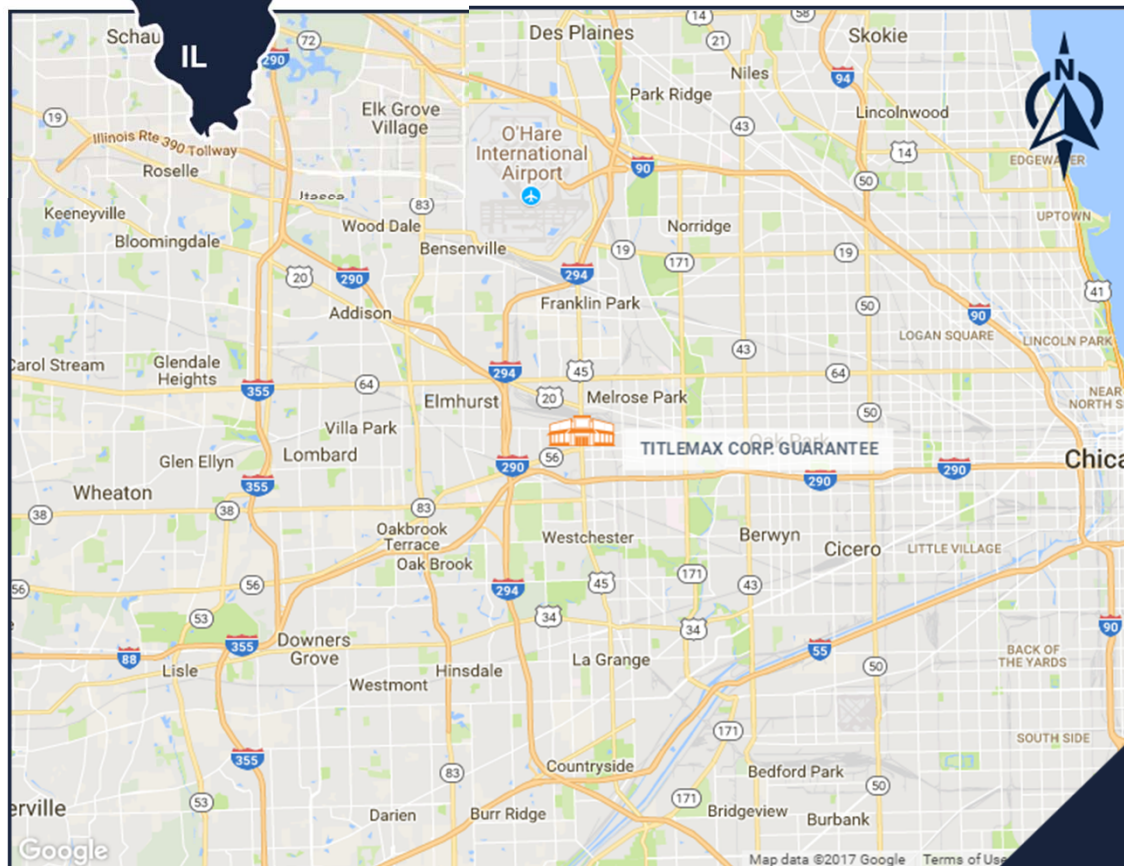 Schau
IL
290
72
Des Plaines
14
58
21
Skokie
N
Niles
94
Park Ridge
Elk Grove
Village
19
Illinois Rte 390 Tollway
Lincolnwood
43
O'Hare
International
Airport
14
EDGEWATER
Roselle
90
50
Itasca
Keeneyville
83
UPTOWN
Wood Dale
Norridge
Bloomingdale
Bensenville
19
171
19
20
290
294
41
Franklin Park
50
Addison
90
LOGAN SQUARE
LINCOLN PARK
43
Carol Stream
Glendale
Heights
294
45
64
64
355
20
Melrose Park
NEAR
NORTH S
Elmhurst
50
Villa Park
TITLEMAX CORP. GUARANTEE
Oak Park
Lombard
56
Glen Ellyn
290
290
290
Chica
355
Wheaton
83
38
38
Oakbrook
Terrace
Westchester
Berwyn
Cicero
LITTLE VILLAGE
Oak Brook
171
56
56
294
45
43
53
34
34
90
Downers
Grove
355
88
55
BACK OF
THE YARDS
Lisle
Hinsdale
La Grange
50
Westmont
171
SOUTH SIDE
355
Countryside
83
Bedford Park
50
erville
53
171
Darien
Burr Ridge
Bridgeview
Burbank
Google
Map data ©2017 Google
Terms of Use